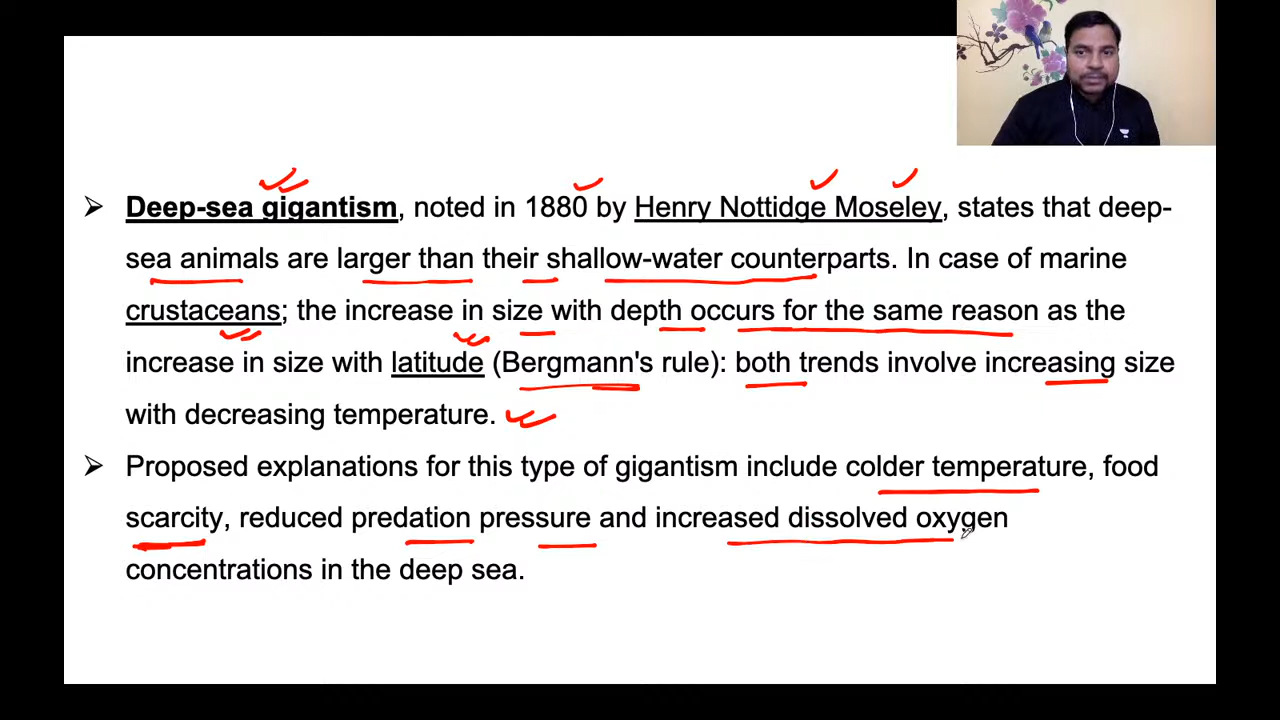 ➢ Deep-sea gigantism, noted in 1880 by Henry Nottidge Moseley, states that deep-
sea animals are larger than their shallow-water counterparts. In case of marine
crustaceans; the increase in size with depth occurs for the same reason as the
increase in size with latitude (Bergmann's rule): both trends involve increasing size
with decreasing temperature.
➢ Proposed explanations for this type of gigantism include colder temperature, food
scarcity, reduced predation pressure and increased dissolved oxygen
concentrations in the deep sea.